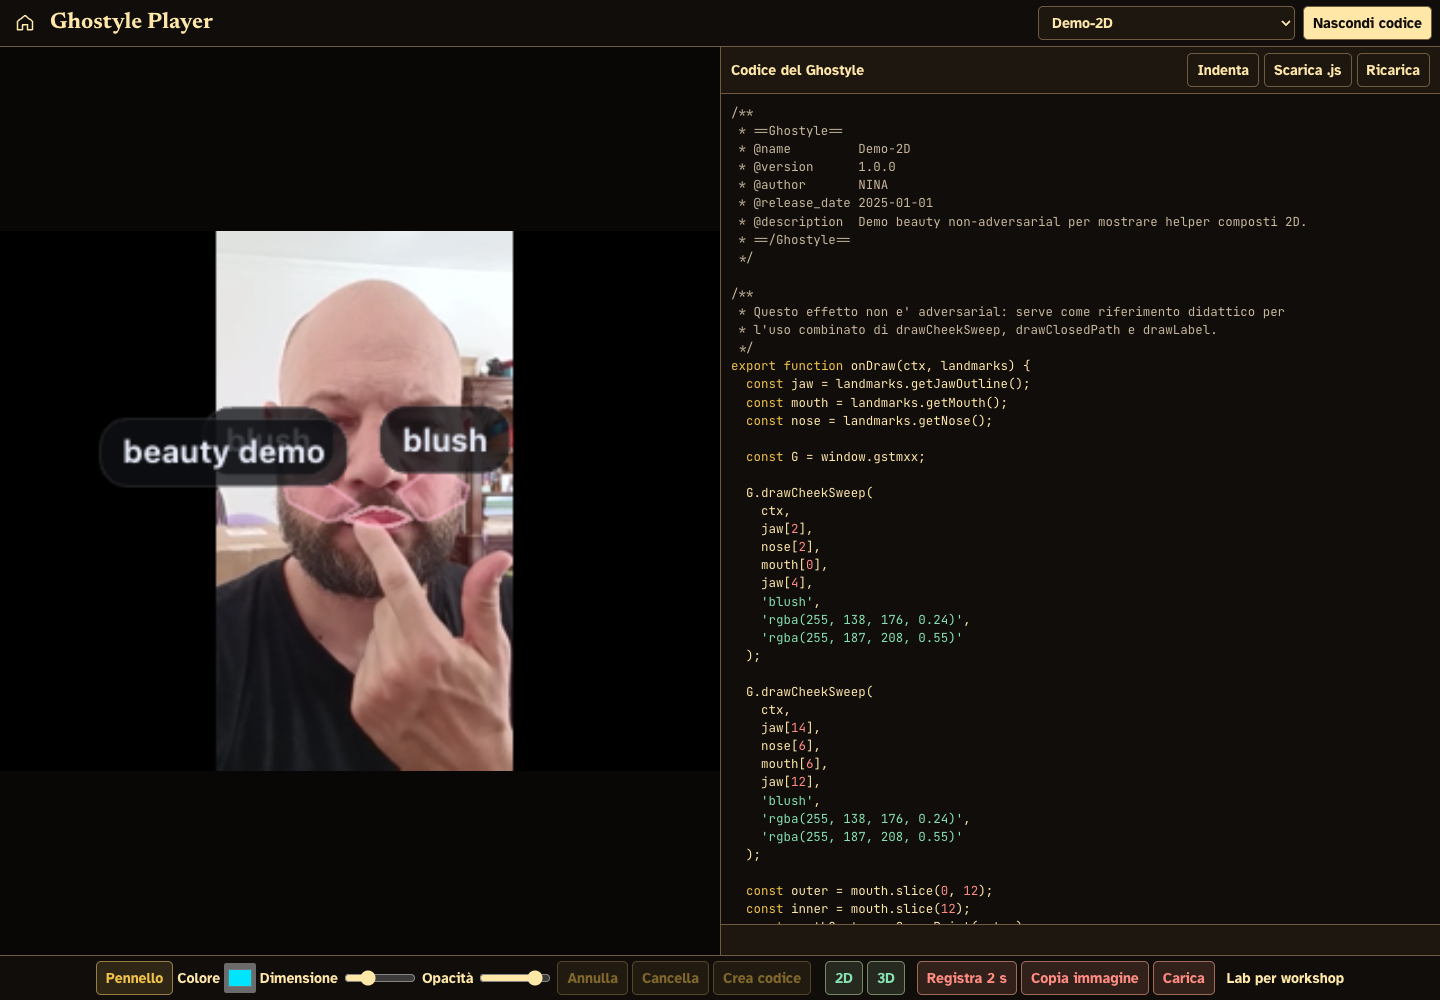 Ghostyle Player
Demo-2D
Nascondi codice
Codice del Ghostyle
Indenta
Scarica .js
Ricarica
beauty demo
blush
blush
/**
 * ==Ghostyle==
 * @name         Demo-2D
 * @version      1.0.0
 * @author       NINA
 * @release_date 2025-01-01
 * @description  Demo beauty non-adversarial per mostrare helper composti 2D.
 * ==/Ghostyle==
 */
/**
 * Questo effetto non e' adversarial: serve come riferimento didattico per
 * l'uso combinato di drawCheekSweep, drawClosedPath e drawLabel.
 */
export function onDraw(ctx, landmarks) {
  const jaw = landmarks.getJawOutline();
  const mouth = landmarks.getMouth();
  const nose = landmarks.getNose();
  const G = window.gstmxx;
  G.drawCheekSweep(
    ctx,
    jaw[2],
    nose[2],
    mouth[0],
    jaw[4],
    'blush',
    'rgba(255, 138, 176, 0.24)',
    'rgba(255, 187, 208, 0.55)'
  );
  G.drawCheekSweep(
    ctx,
    jaw[14],
    nose[6],
    mouth[6],
    jaw[12],
    'blush',
    'rgba(255, 138, 176, 0.24)',
    'rgba(255, 187, 208, 0.55)'
  );
  const outer = mouth.slice(0, 12);
  const inner = mouth.slice(12);
Pennello
Colore
Dimensione
Opacità
Annulla
Cancella
Crea codice
2D
3D
Registra 2 s
Copia immagine
Carica
Lab per workshop